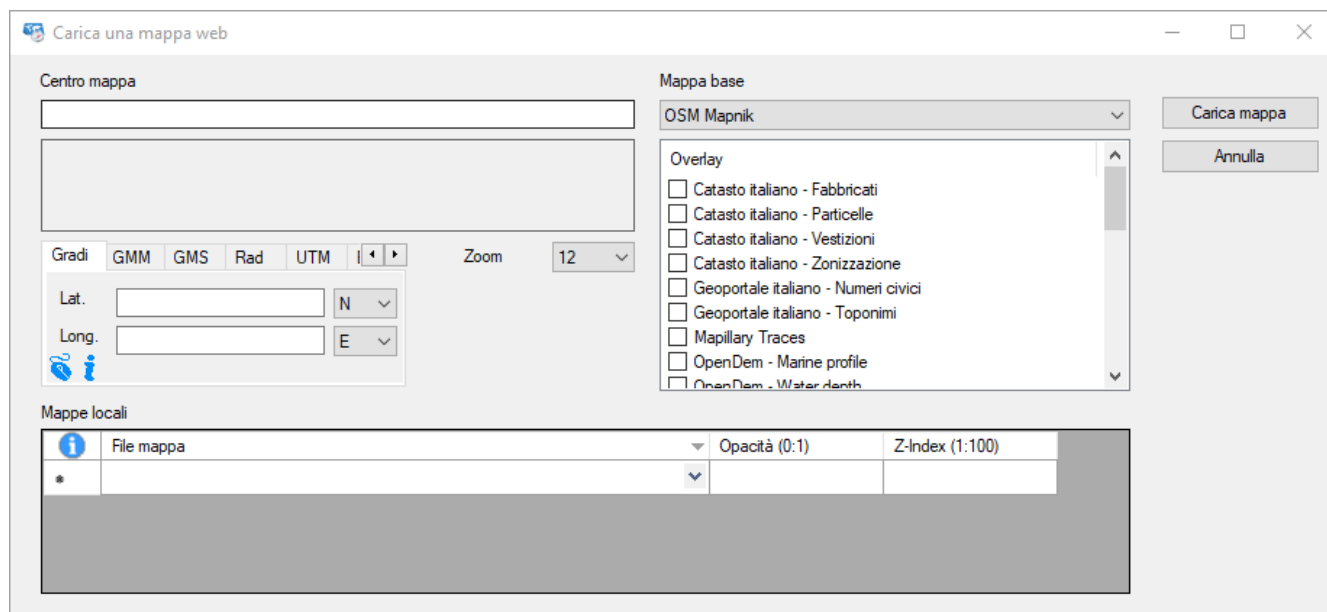 Carica una mappa web
Centro mappa
Mappa base
OSM Mapnik
Carica mappa
Annulla
Overlay
Catasto italiano - Fabbricati
Catasto italiano - Particelle
Catasto italiano - Vestizioni
Catasto italiano - Zonizzazione
Geoportale italiano - Numeri civici
Geoportale italiano - Toponimi
Mapillary Traces
OpenDem - Marine profile
OpenDem - Water depth
Gradi GMM GMS Rad UTM
Zoom 12
Lat. N
Long. E
Mappe locali
File mappa Opacità (0:1) Z-Index (1:100)